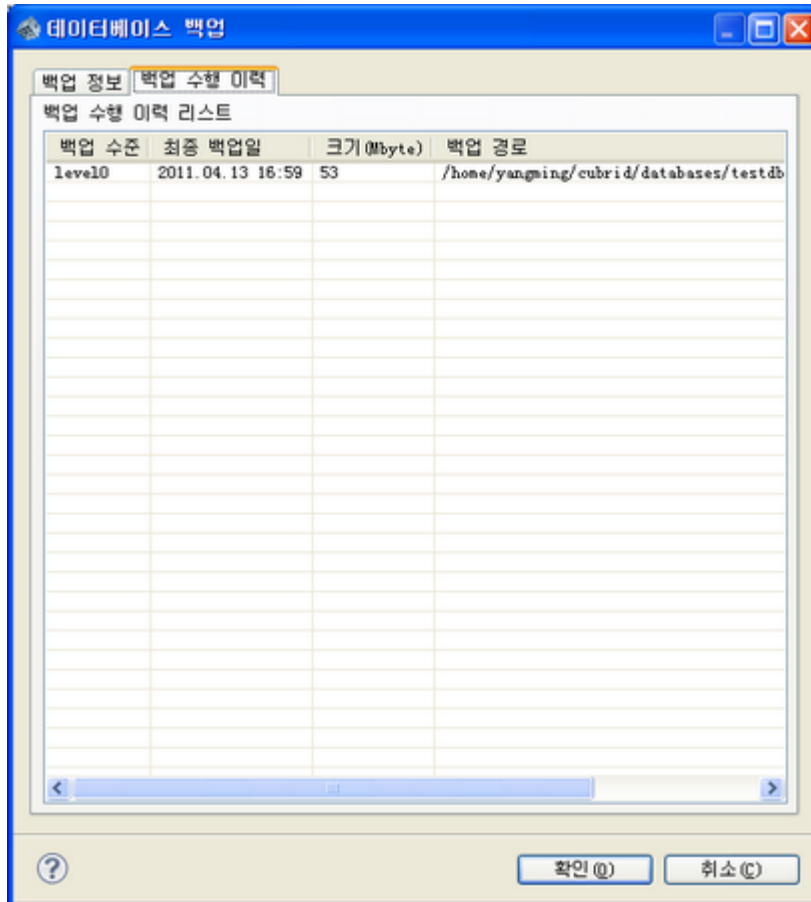 데이터베이스 백업
백업 정보 백업 수행 이력
백업 수행 이력 리스트
백업 수준 최종 백업일 크기(Mbyte) 백업 경로
level0 2011.04.13 16:59 53 /home/yangming/cubrid/databases/testdb
확인(O) 취소(C)